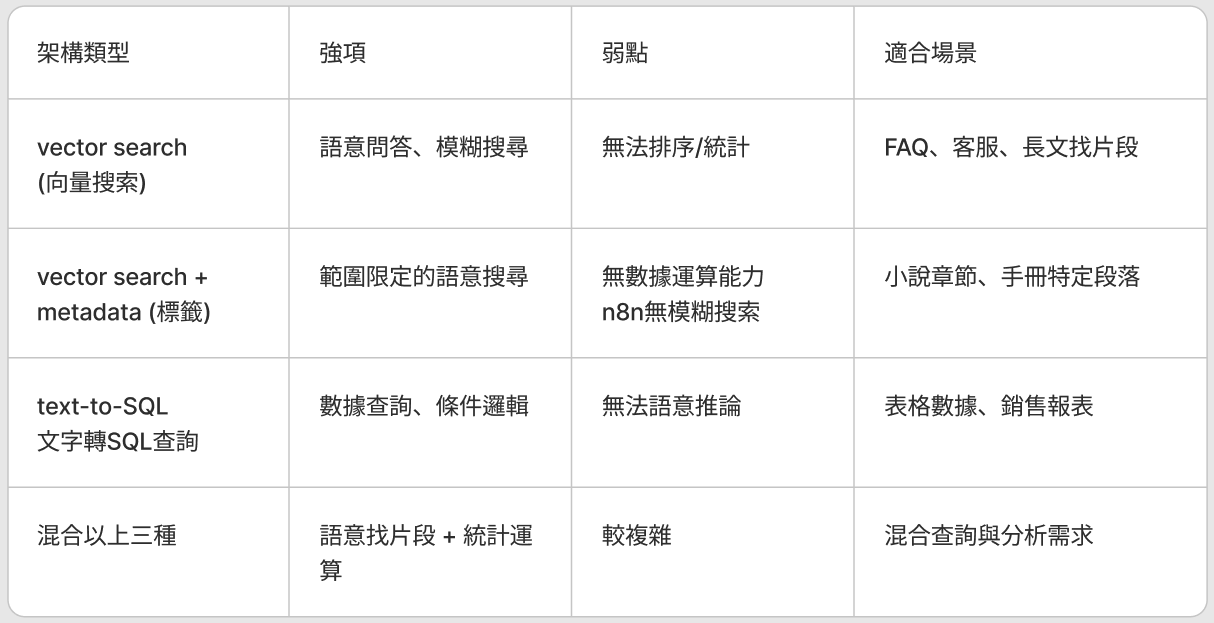 架構類型
強項
弱點
適合場景
vector search
(向量搜索)
語意問答、模糊搜尋
無法排序/統計
FAQ、客服、長文找片段
vector search +
metadata (標籤)
範圍限定的語意搜尋
無數據運算能力
n8n無模糊搜索
小說章節、手冊特定段落
text-to-SQL
文字轉SQL查詢
數據查詢、條件邏輯
無法語意推論
表格數據、銷售報表
混合以上三種
語意找片段 + 統計運
算
較複雜
混合查詢與分析需求